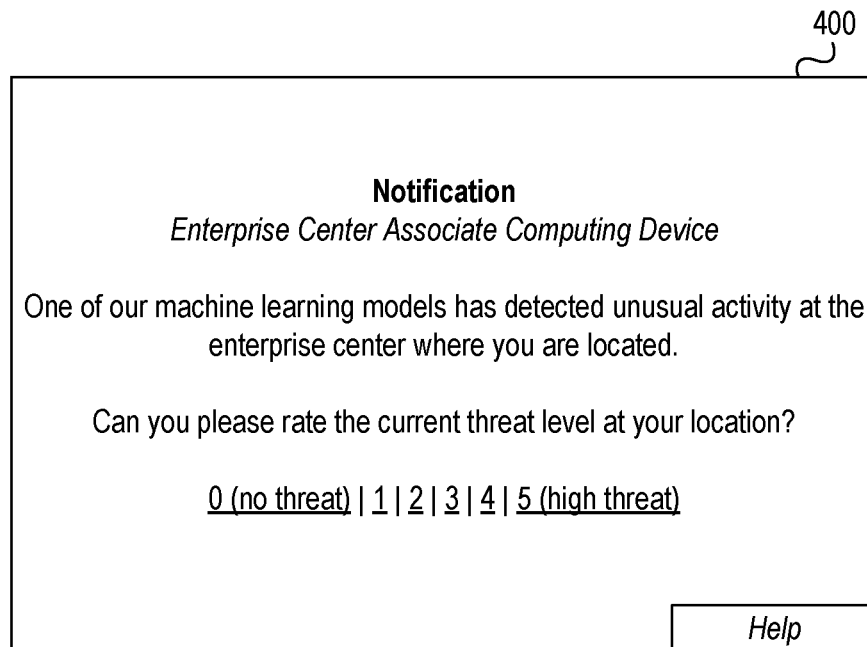 400
Notification
Enterprise Center Associate Computing Device
One of our machine learning models has detected unusual activity at the
enterprise center where you are located.
Can you please rate the current threat level at your location?
0 (no threat) | 1 | 2 | 3 | 4 | 5 (high threat)
Help